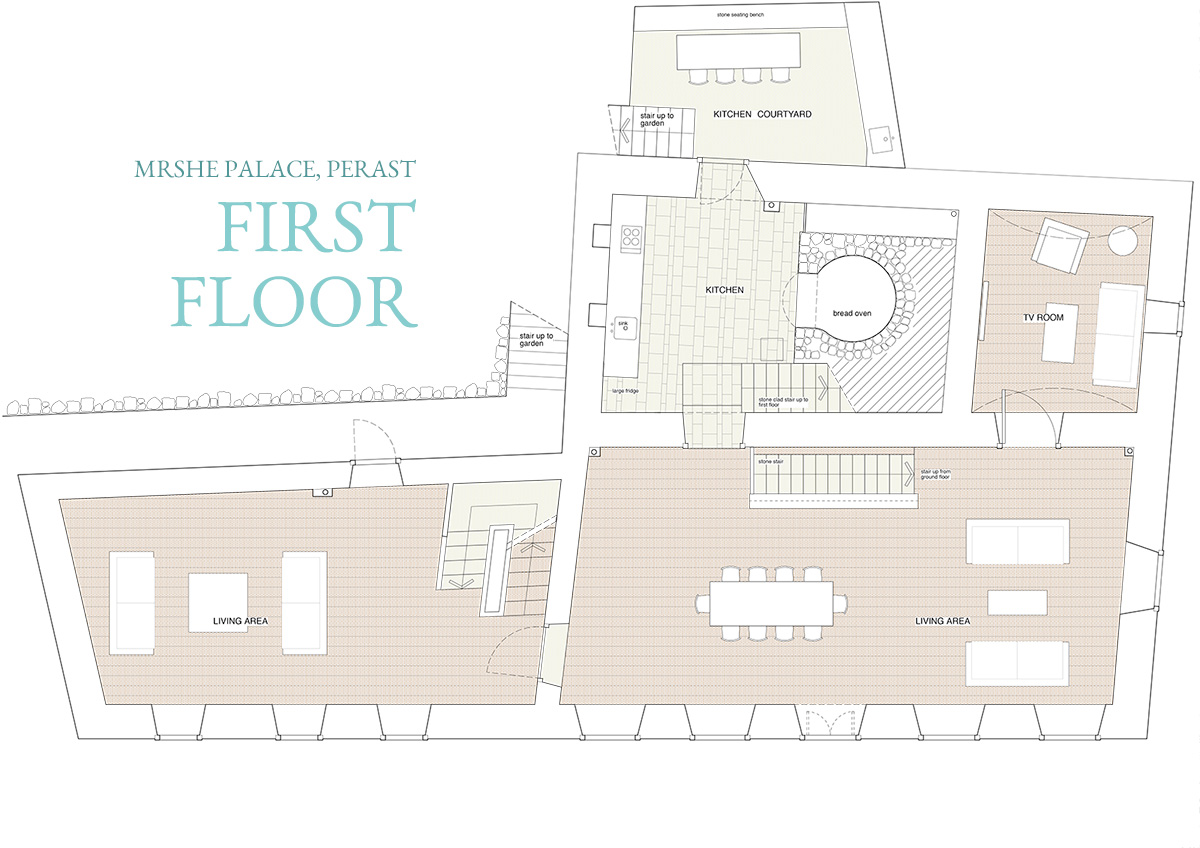 stone seating bench
stair up to
garden
KITCHEN COURTYARD
MRSHE PALACE, PERAST
FIRST
FLOOR
KITCHEN
bread oven
TV ROOM
sink
stair up to
garden
large fridge
stone clad stair up to
first floor
stone stair
stair up from
ground floor
LIVING AREA
LIVING AREA